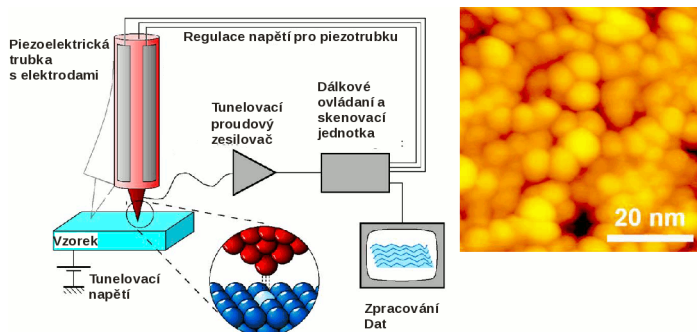 Regulace napětí pro piezotrubku
Piezoelektrická
trubka
s elektrodami
Tunelovací
proudový
zesilovač
Dálkové
ovládaní a
skenovací
jednotka
Vzorek
Tunelovací
napětí
Zpracování
Dat
20 nm